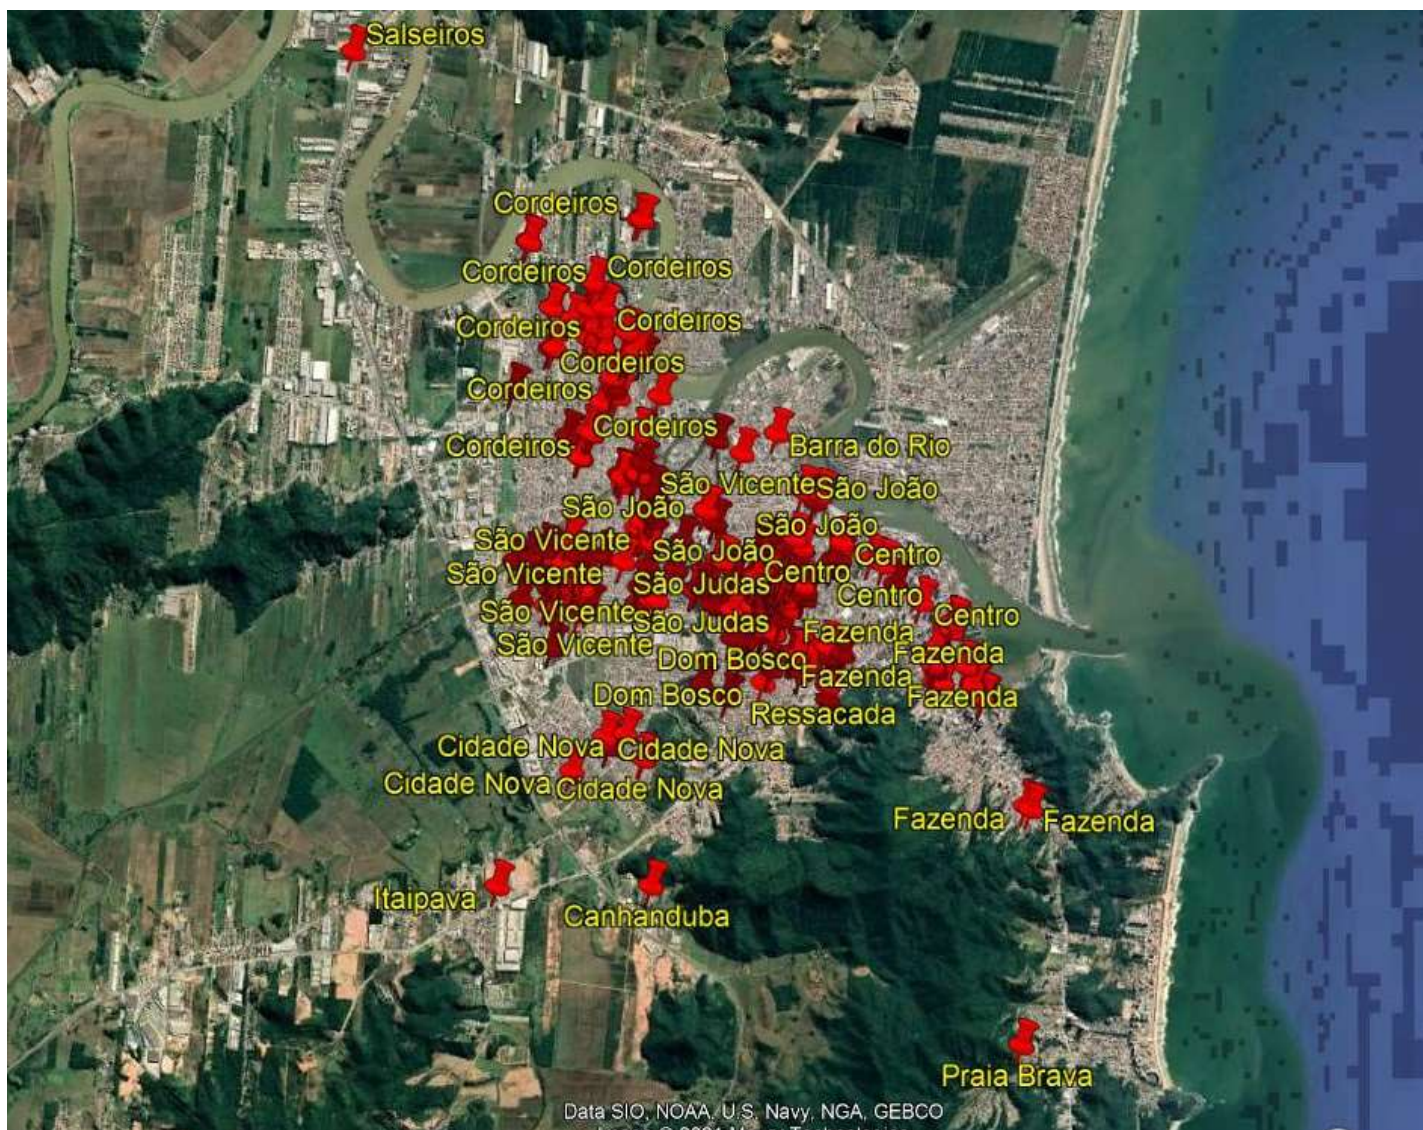 Salseiros
Cordeiros
Cordeiros
Cordeiros
Cordeiros
Cordeiros
Cordeiros
Cordeiros
Cordeiros
Cordeiros
Barra do Rio
São Vicente
São João
São João
São João
São Vicente
São João
Centro
São Vicente
São Judas
Centro
Centro
São Vicente
São Judas
Centro
Fazenda
São Vicente
Dom Bosco
Fazenda
Fazenda
Dom Bosco
Fazenda
Ressacada
Cidade Nova
Cidade Nova
Cidade Nova
Cidade Nova
Fazenda
Fazenda
Itaipava
Canhanduba
Praia Brava
Data SIO, NOAA, U.S. Navy, NGA, GEBCO